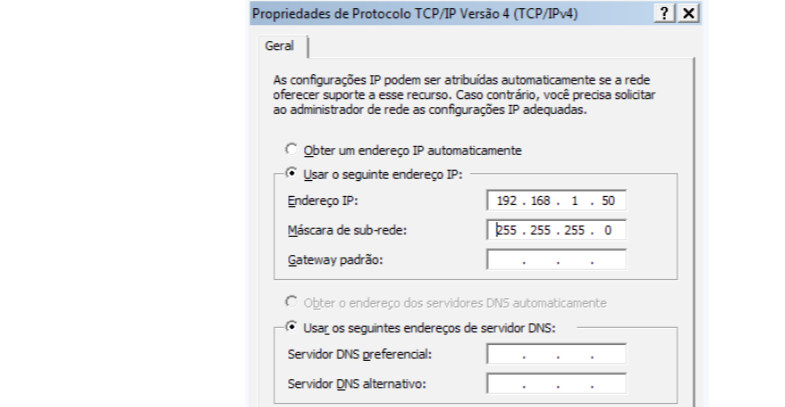 Propriedades de Protocolo TCP/IP Versão 4 (TCP/IPv4) ? X
Geral
As configurações IP podem ser atribuídas automaticamente se a rede
oferecer suporte a esse recurso. Caso contrário, você precisa solicitar
ao administrador de rede as configurações IP adequadas.
Obter um endereço IP automaticamente
Usar o seguinte endereço IP:
Endereço IP: 192 . 168 . 1 . 50
Máscara de sub-rede: 255 . 255 . 255 . 0
Gateway padrão: . . .
Obter o endereço dos servidores DNS automaticamente
Usar os seguintes endereços de servidor DNS:
Servidor DNS preferencial: . . .
Servidor DNS alternativo: . . .